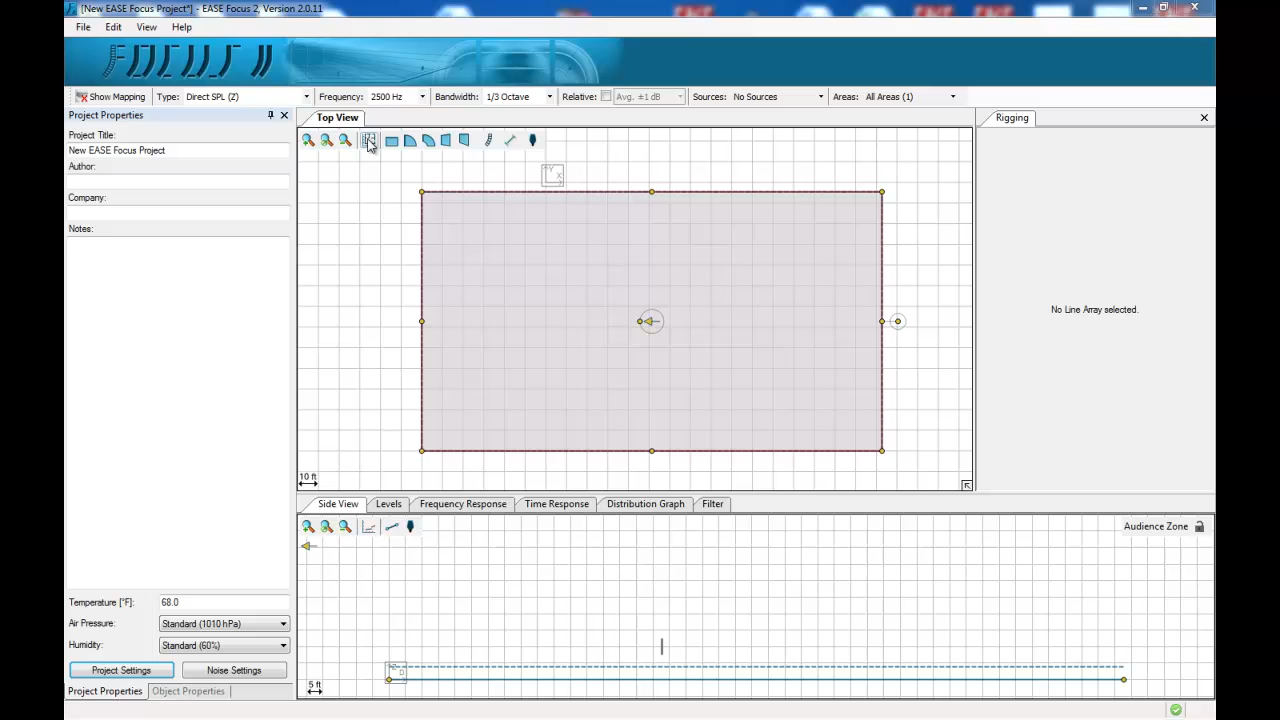 [New EASE Focus Project*] - EASE Focus 2, Version 2.0.11
File Edit View Help
FOCUS II
Show Mapping Type: Direct SPL (Z) Frequency: 2500 Hz Bandwidth: 1/3 Octave Relative: Avg. ±1 dB Sources: No Sources Areas: All Areas (1)
Project Properties
Top View
Rigging
Project Title:
New EASE Focus Project
Author:
Company:
Notes:
Y
X
No Line Array selected.
10 ft
Side View Levels Frequency Response Time Response Distribution Graph Filter
Audience Zone
Temperature [°F]: 68.0
Air Pressure: Standard (1010 hPa)
Humidity: Standard (60%)
Project Settings Noise Settings
Z
D
5 ft
Project Properties Object Properties